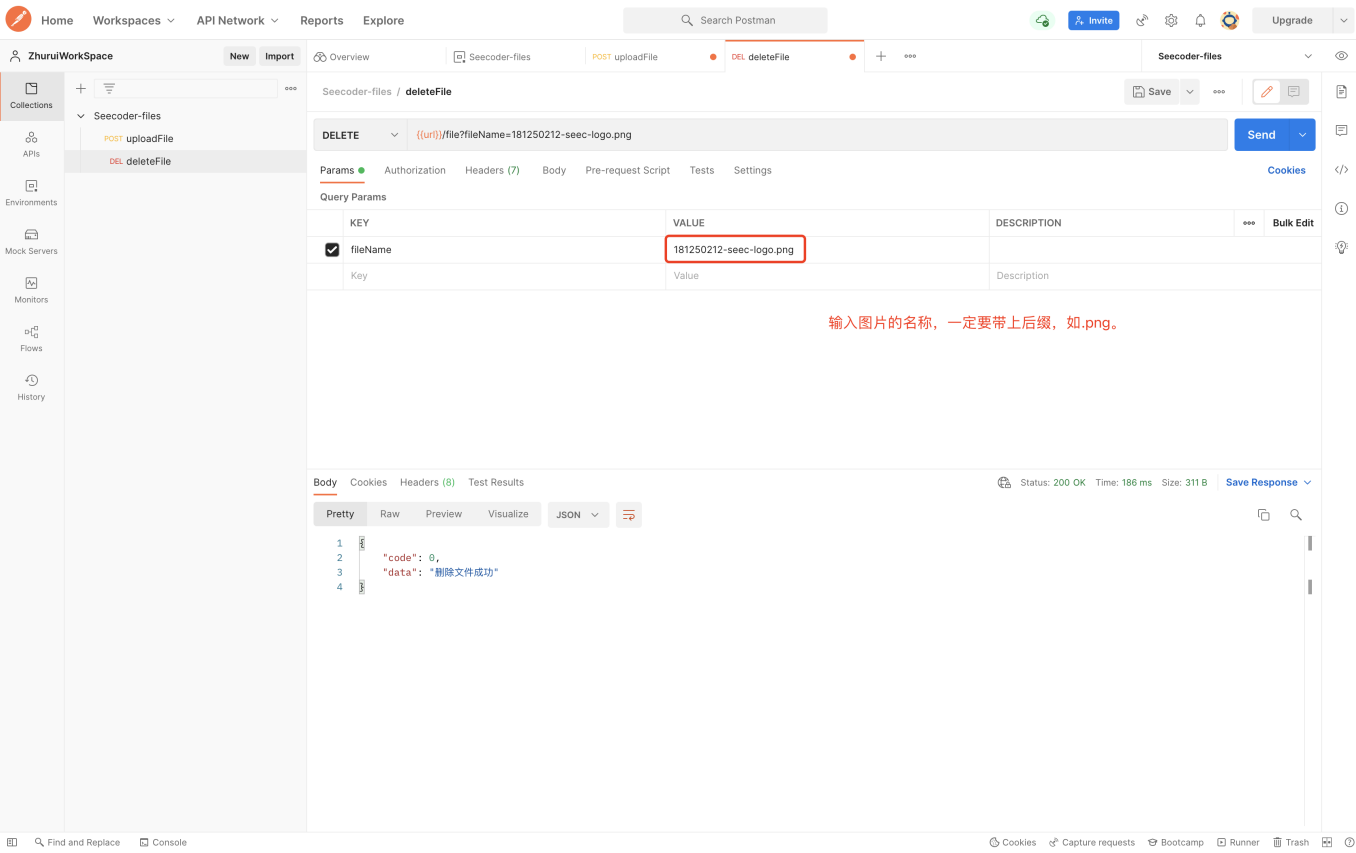 Home Workspaces API Network Reports Explore Search Postman Invite Upgrade
ZhuruiWorkSpace New Import Overview Seecoder-files POST uploadFile DEL deleteFile Seecoder-files
Collections
APIs
Environments
Mock Servers
Monitors
Flows
History
Seecoder-files
POST uploadFile
DEL deleteFile
Seecoder-files / deleteFile Save
DELETE {{url}}/file?fileName=181250212-seec-logo.png Send
Params Authorization Headers (7) Body Pre-request Script Tests Settings Cookies
Query Params
KEY VALUE DESCRIPTION Bulk Edit
fileName 181250212-seec-logo.png
Key Value Description
输入图片的名称，一定要带上后缀，如.png。
Body Cookies Headers (8) Test Results Status: 200 OK Time: 186 ms Size: 311 B Save Response
Pretty Raw Preview Visualize JSON
1 {
2 "code": 0,
3 "data": "删除文件成功"
4 }
Find and Replace Console Cookies Capture requests Bootcamp Runner Trash